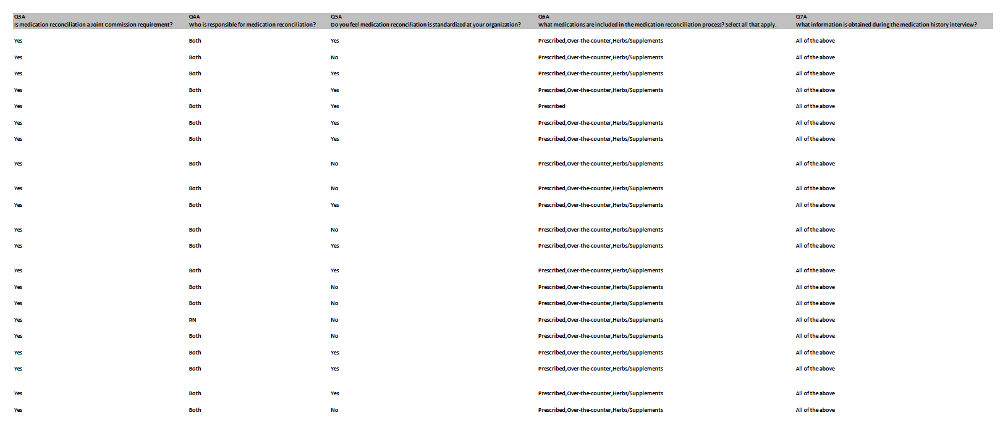 Q3A Q4A Q5A Q6A Q7A
Is medication reconciliation a Joint Commission requirement? Who is responsible for medication reconciliation? Do you feel medication reconciliation is standardized at your organization? What medications are included in the medication reconciliation process? Select all that apply. What information is obtained during the medication history interview?
Yes Both Yes Prescribed,Over-the-counter,Herbs/Supplements All of the above
Yes Both No Prescribed,Over-the-counter,Herbs/Supplements All of the above
Yes Both Yes Prescribed,Over-the-counter,Herbs/Supplements All of the above
Yes Both Yes Prescribed,Over-the-counter,Herbs/Supplements All of the above
Yes Both Yes Prescribed All of the above
Yes Both Yes Prescribed,Over-the-counter,Herbs/Supplements All of the above
Yes Both Yes Prescribed,Over-the-counter,Herbs/Supplements All of the above
Yes Both No Prescribed,Over-the-counter,Herbs/Supplements All of the above
Yes Both No Prescribed,Over-the-counter,Herbs/Supplements All of the above
Yes Both Yes Prescribed,Over-the-counter,Herbs/Supplements All of the above
Yes Both No Prescribed,Over-the-counter,Herbs/Supplements All of the above
Yes Both Yes Prescribed,Over-the-counter,Herbs/Supplements All of the above
Yes Both Yes Prescribed,Over-the-counter,Herbs/Supplements All of the above
Yes Both No Prescribed,Over-the-counter,Herbs/Supplements All of the above
Yes Both No Prescribed,Over-the-counter,Herbs/Supplements All of the above
Yes RN No Prescribed,Over-the-counter,Herbs/Supplements All of the above
Yes Both No Prescribed,Over-the-counter,Herbs/Supplements All of the above
Yes Both Yes Prescribed,Over-the-counter,Herbs/Supplements All of the above
Yes Both Yes Prescribed,Over-the-counter,Herbs/Supplements All of the above
Yes Both Yes Prescribed,Over-the-counter,Herbs/Supplements All of the above
Yes Both No Prescribed,Over-the-counter,Herbs/Supplements All of the above